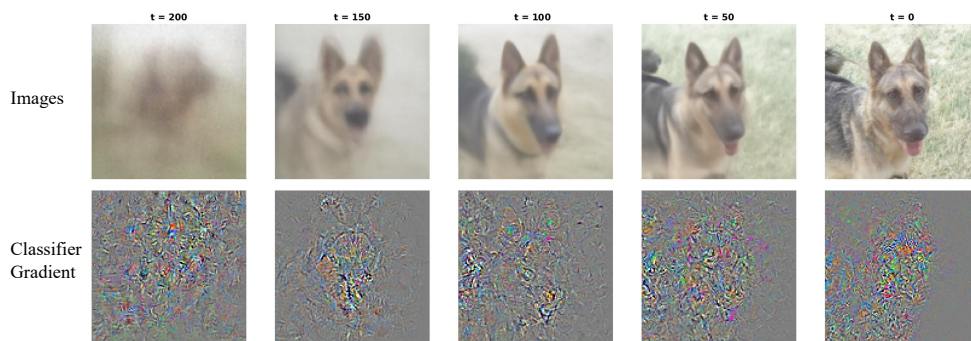 t = 200 t = 150 t = 100 t = 50 t = 0
Images
Classifier
Gradient